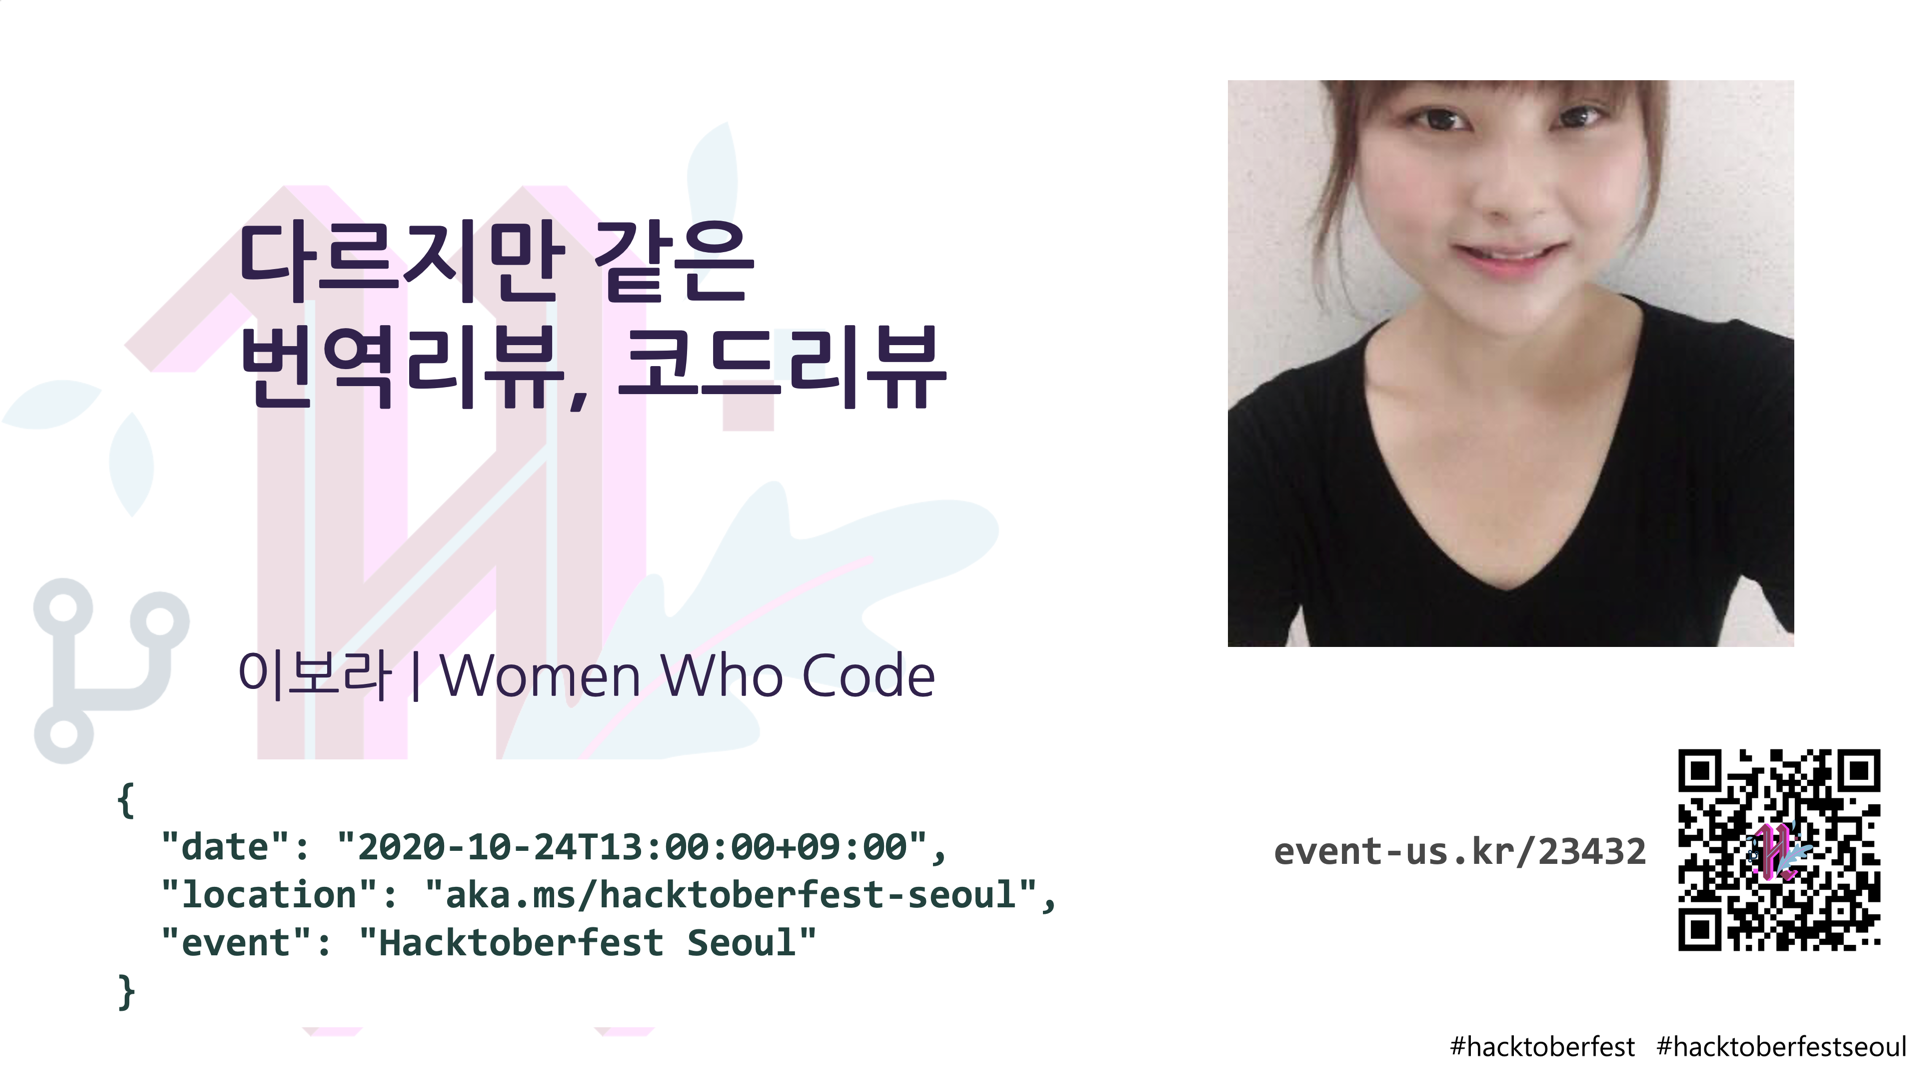 다르지만 같은
번역리뷰, 코드리뷰
이보라 | Women Who Code
{
"date": "2020-10-24T13:00:00+09:00",
"location": "aka.ms/hacktoberfest-seoul",
"event": "Hacktoberfest Seoul"
}
event-us.kr/23432
#hacktoberfest #hacktoberfestseoul